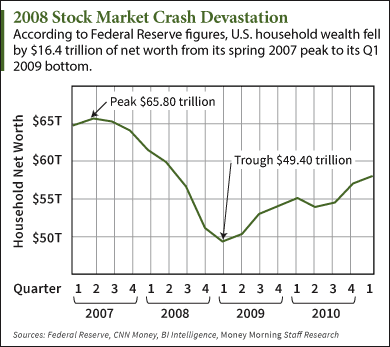 2008 Stock Market Crash Devastation
According to Federal Reserve figures, U.S. household wealth fell
by $16.4 trillion of net worth from its spring 2007 peak to its Q1
2009 bottom.
Peak $65.80 trillion
$65T
Trough $49.40 trillion
$60T
$55T
$50T
Household Net Worth
Quarter 1 2 3 4 1 2 3 4 1 2 3 4 1 2 3 4 1
2007 2008 2009 2010
Sources: Federal Reserve, CNN Money, BI Intelligence, Money Morning Staff Research